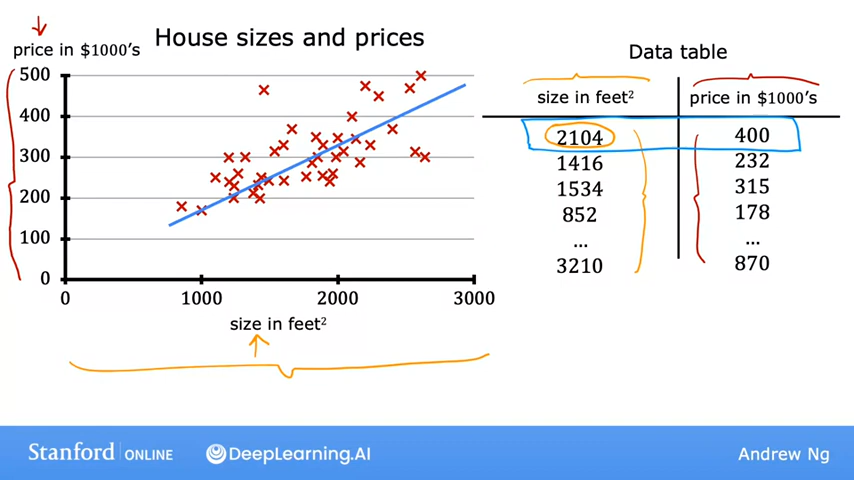 House sizes and prices
price in $1000's
500
400
300
200
100
0
0 1000 2000 3000
size in feet²
Data table
size in feet² price in $1000's
2104 400
1416 232
1534 315
852 178
... ...
3210 870
Stanford ONLINE DeepLearning.AI Andrew Ng